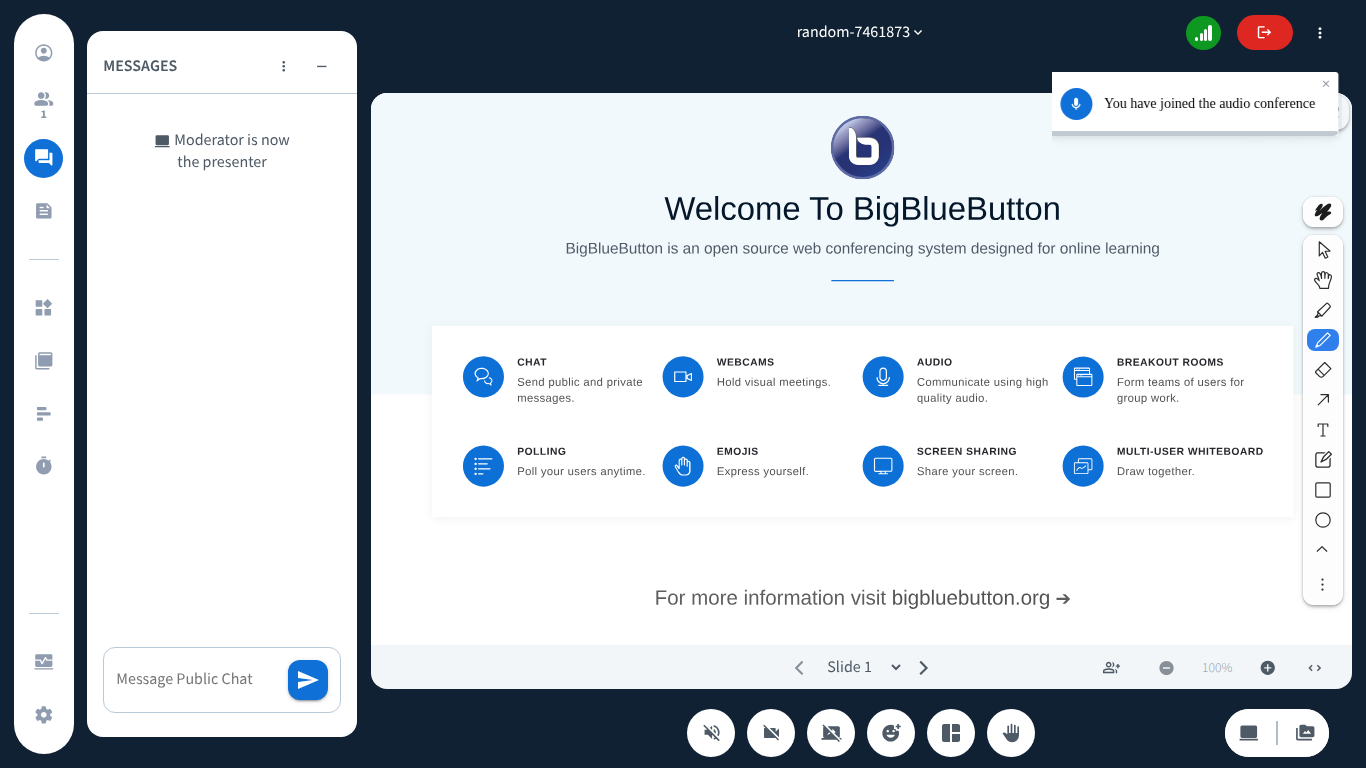 random-7461873
MESSAGES
1
Moderator is now
the presenter
You have joined the audio conference
Welcome To BigBlueButton
BigBlueButton is an open source web conferencing system designed for online learning
CHAT
Send public and private
messages.
WEBCAMS
Hold visual meetings.
AUDIO
Communicate using high
quality audio.
BREAKOUT ROOMS
Form teams of users for
group work.
POLLING
Poll your users anytime.
EMOJIS
Express yourself.
SCREEN SHARING
Share your screen.
MULTI-USER WHITEBOARD
Draw together.
For more information visit bigbluebutton.org ➔
Message Public Chat
Slide 1
100%